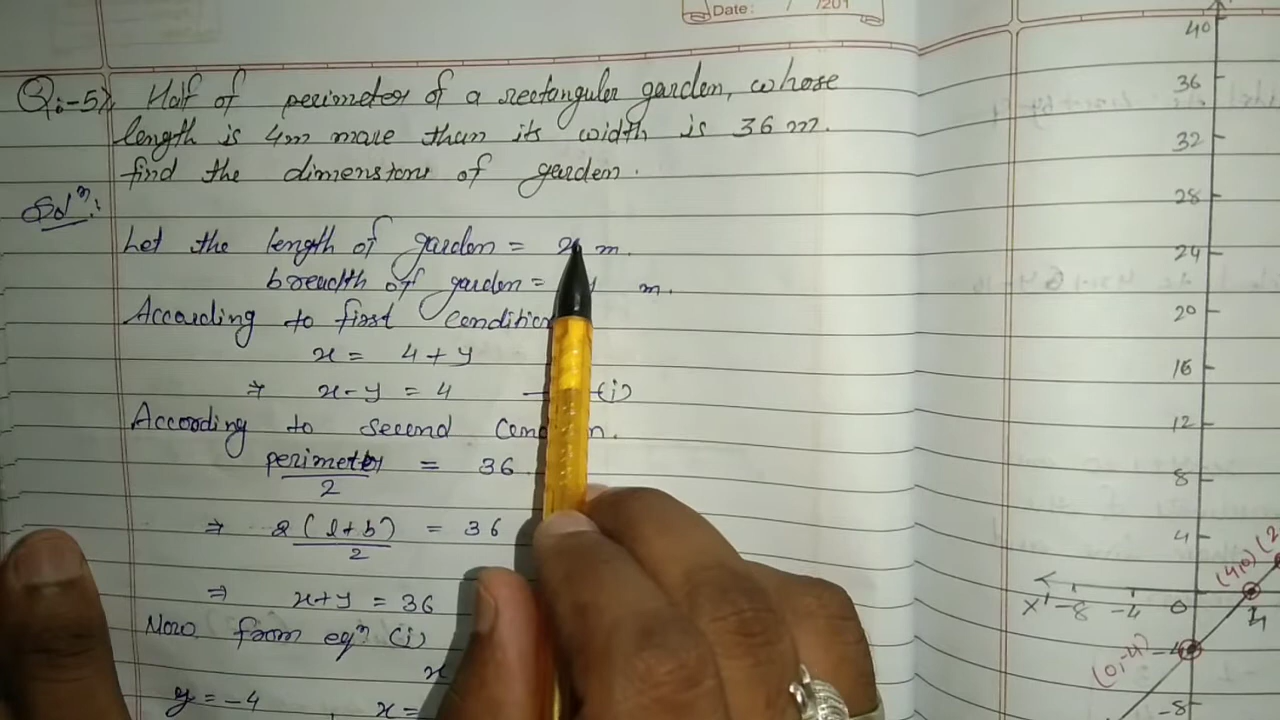 Date: / /201
Q:-5) Half of perimeter of a rectangular garden, whose
length is 4m more than its width is 36 m.
find the dimensions of garden.
Solⁿ:
Let the length of garden = x m.
breadth of garden = y m.
According to first condition
x = 4 + y
⇒ x - y = 4 — (i)
According to second condition.
perimeter/2 = 36
⇒ 2(l+b)/2 = 36
⇒ x+y = 36
Now from eqⁿ (i)
x
y = -4
x =
40
36
32
28
24
20
16
12
8
4
X' -8 -4 0 4
(4,0) (2
(0,-4) -4
-8